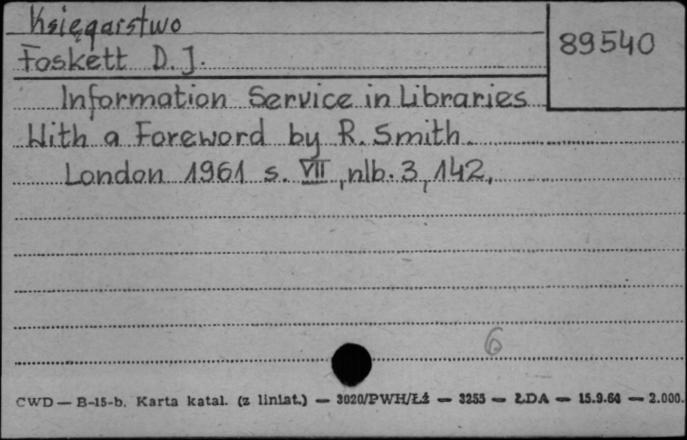 Księgarstwo
89540
Foskett D.J.
Information Service in Libraries
With a Foreword by R. Smith.
London 1961 s. VII, nlb. 3, 142,
6
CWD — B-15-b. Karta katal. (z liniat.) — 3020/PWH/Łż — 3255 — ŁDA — 15.9.60 — 2.000.